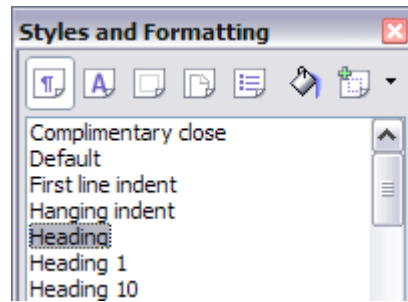 Styles and Formatting
Complimentary close
Default
First line indent
Hanging indent
Heading
Heading 1
Heading 10